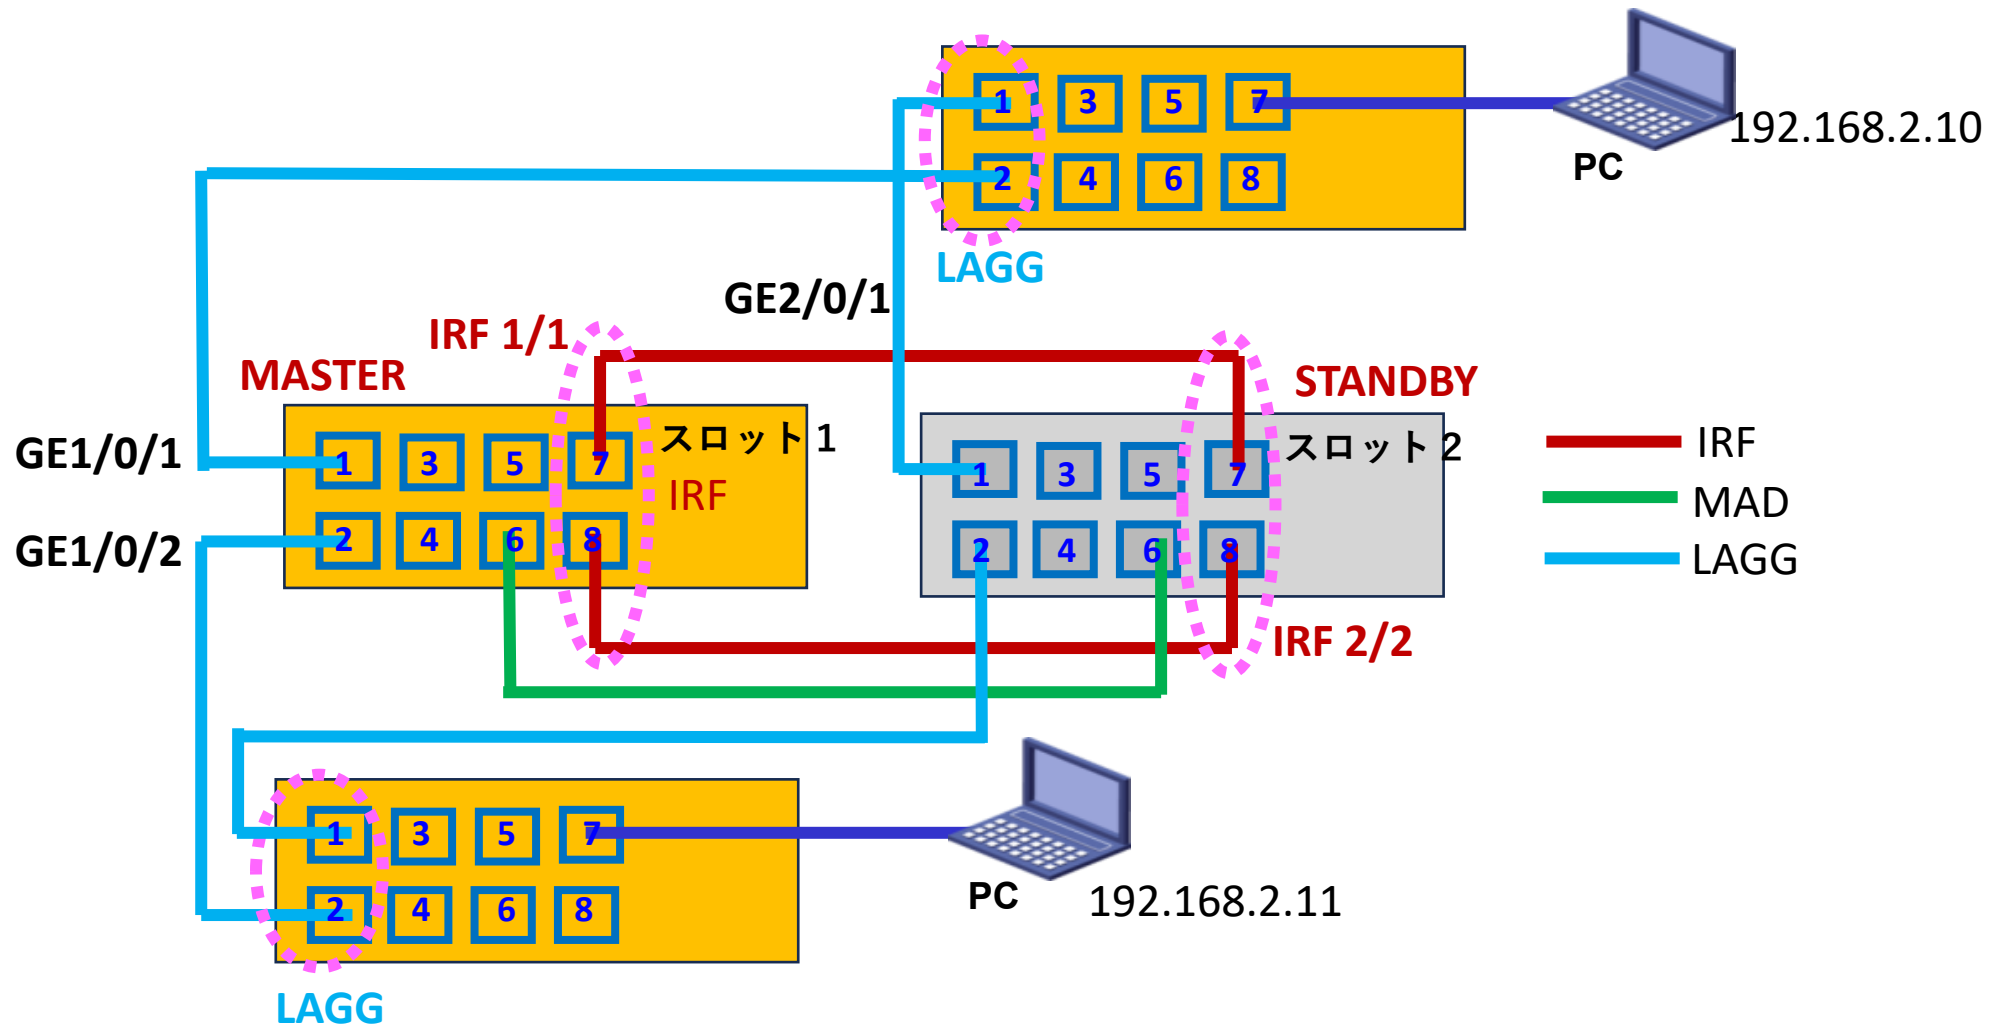 1 3 5 7
192.168.2.10
PC
2 4 6 8
LAGG
GE2/0/1
IRF 1/1
MASTER
STANDBY
GE1/0/1
1 3 5 7
スロット 1
IRF
GE1/0/2
2 4 6 8
1 3 5 7
スロット 2
2 4 6 8
IRF
MAD
LAGG
IRF 2/2
1 3 5 7
2 4 6 8
PC
192.168.2.11
LAGG